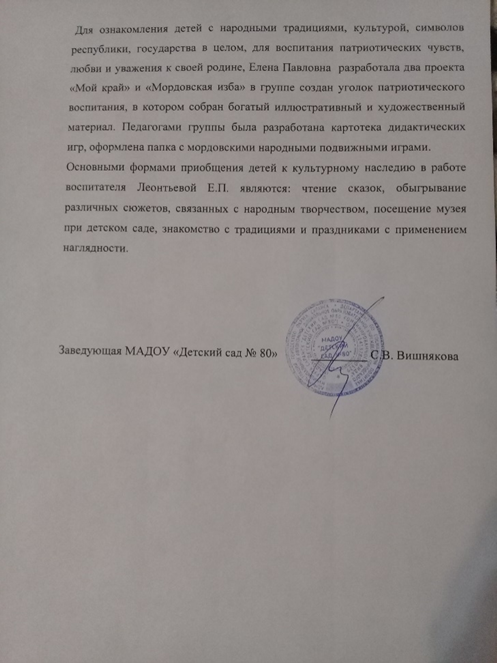 Для ознакомления детей с народными традициями, культурой, символов
республики, государства в целом, для воспитания патриотических чувств,
любви и уважения к своей родине, Елена Павловна разработала два проекта
«Мой край» и «Мордовская изба» в группе создан уголок патриотического
воспитания, в котором собран богатый иллюстративный и художественный
материал. Педагогами группы была разработана картотека дидактических
игр, оформлена папка с мордовскими народными подвижными играми.
Основными формами приобщения детей к культурному наследию в работе
воспитателя Леонтьевой Е.П. являются: чтение сказок, обыгрывание
различных сюжетов, связанных с народным творчеством, посещение музея
при детском саде, знакомство с традициями и праздниками с применением
наглядности.
Заведующая МАДОУ «Детский сад № 80» С.В. Вишнякова
МАДОУ
"ДЕТСКИЙ
САД №80"